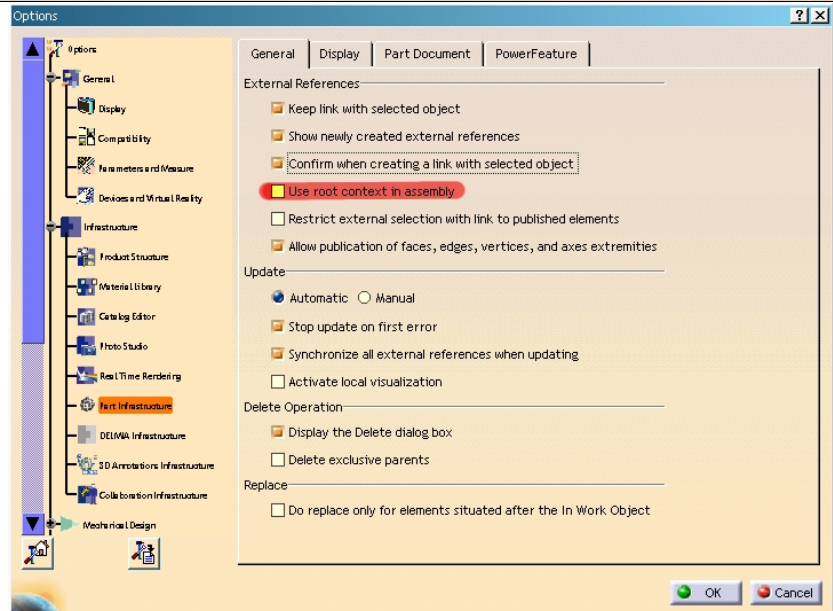 Options
Options
General
Display
Compatibility
Parameters and Measure
Devices and Virtual Reality
Infrastructure
Product Structure
Material Library
Catalog Editor
Photo Studio
Real Time Rendering
Part Infrastructure
DELMIA Infrastructure
3D Annotations Infrastructure
Collaboration Infrastructure
Mechanical Design
General Display Part Document PowerFeature
External References
Keep link with selected object
Show newly created external references
Confirm when creating a link with selected object
Use root context in assembly
Restrict external selection with link to published elements
Allow publication of faces, edges, vertices, and axes extremities
Update
Automatic Manual
Stop update on first error
Synchronize all external references when updating
Activate local visualization
Delete Operation
Display the Delete dialog box
Delete exclusive parents
Replace
Do replace only for elements situated after the In Work Object
OK Cancel